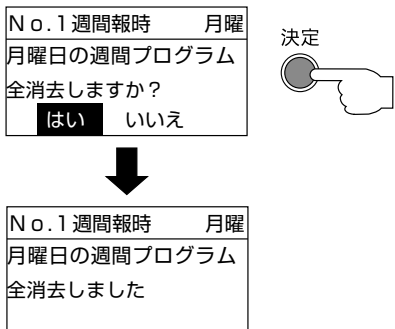 Ｎｏ.１週間報時　　月曜
月曜日の週間プログラム
全消去しますか？
はい　いいえ
決定
Ｎｏ.１週間報時　　月曜
月曜日の週間プログラム
全消去しました